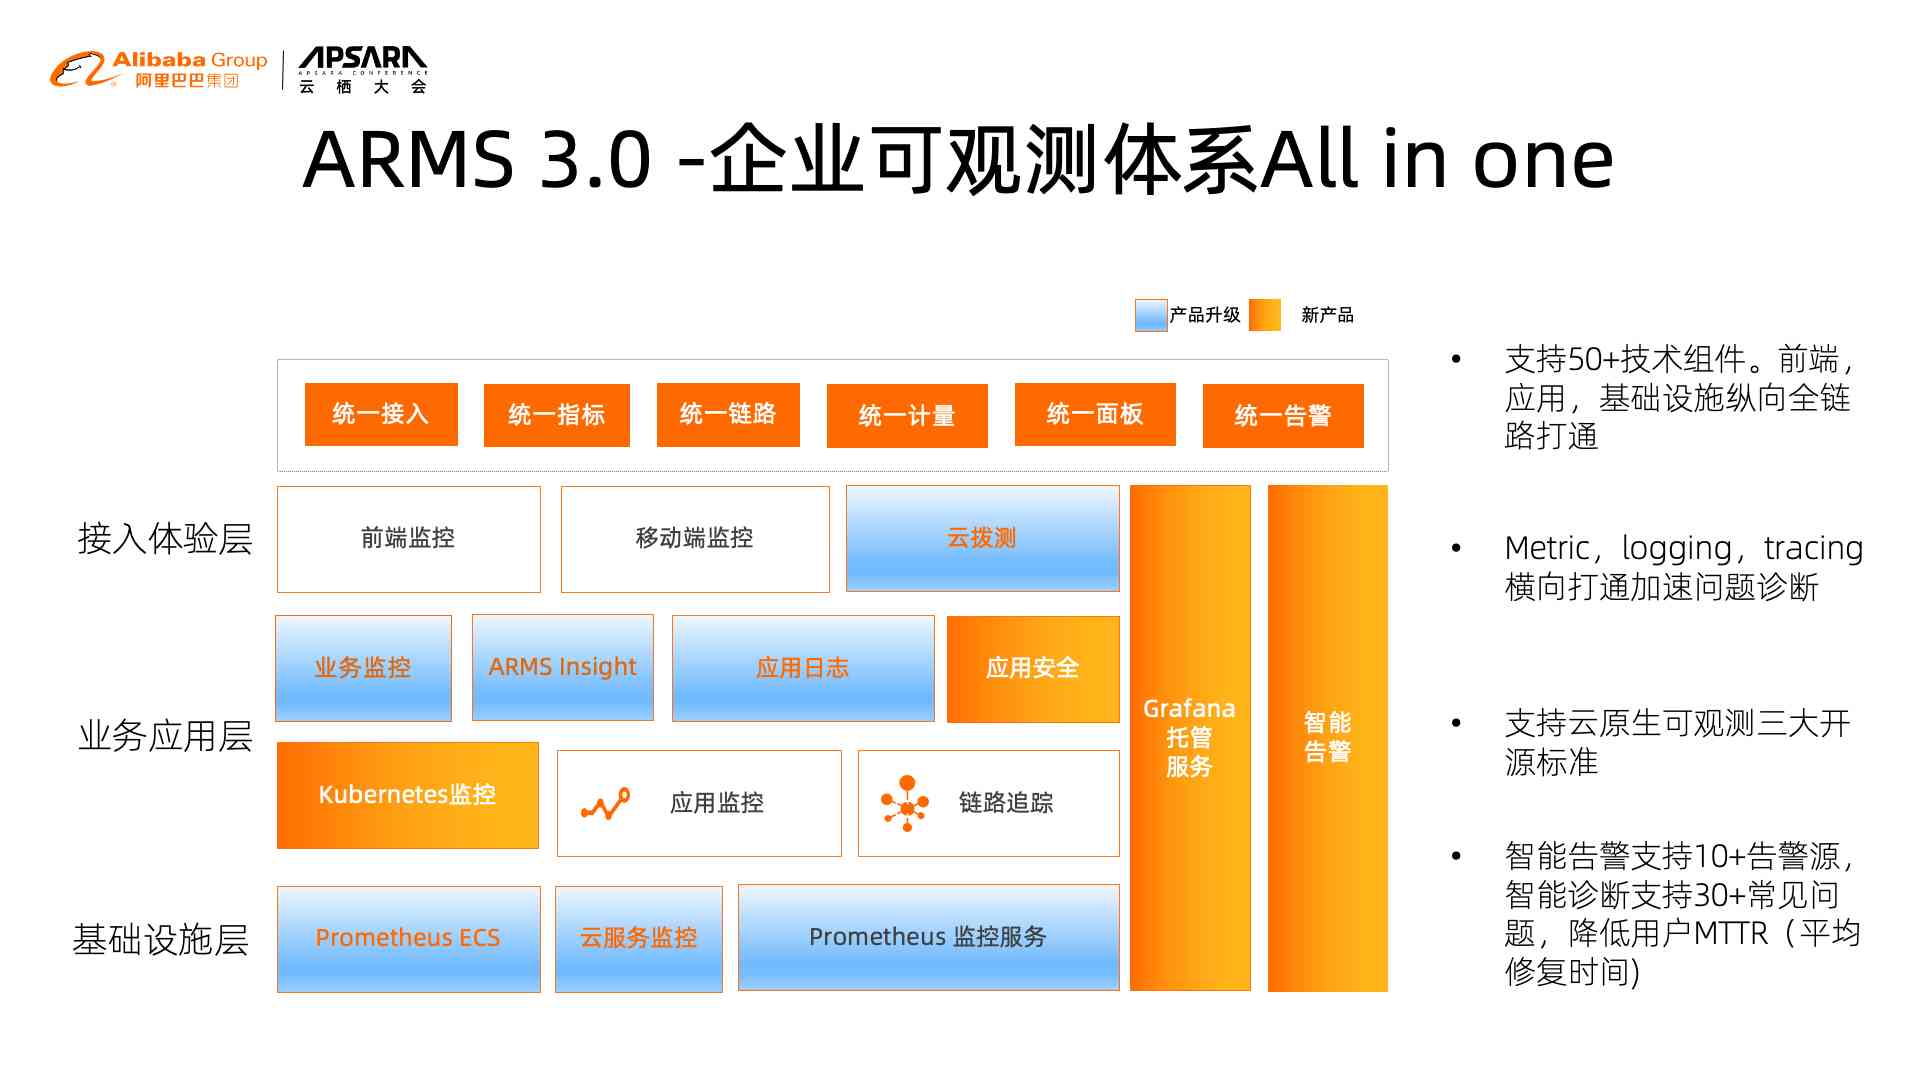 Alibaba Group
阿里巴巴集团
APSARA
APSARA CONFERENCE
云栖大会
ARMS 3.0 -企业可观测体系All in one
产品升级
新产品
统一接入
统一指标
统一链路
统一计量
统一面板
统一告警
接入体验层
前端监控
移动端监控
云拨测
业务应用层
业务监控
ARMS Insight
应用日志
应用安全
Kubernetes监控
应用监控
链路追踪
基础设施层
Prometheus ECS
云服务监控
Prometheus 监控服务
Grafana
托管
服务
智能
告警
• 支持50+技术组件。前端，
应用，基础设施纵向全链
路打通
• Metric，logging，tracing
横向打通加速问题诊断
• 支持云原生可观测三大开
源标准
• 智能告警支持10+告警源，
智能诊断支持30+常见问
题，降低用户MTTR（平均
修复时间)